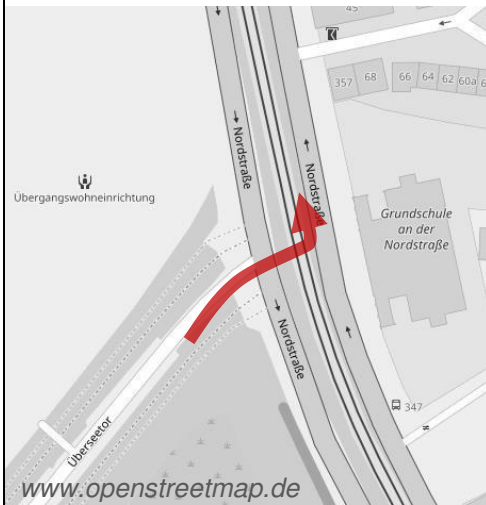 45
357
68
66
64
62
60a
Nordstraße
Nordstraße
Übergangswohneinrichtung
Grundschule
an der
Nordstraße
Nordstraße
347
Überseetor
www.openstreetmap.de